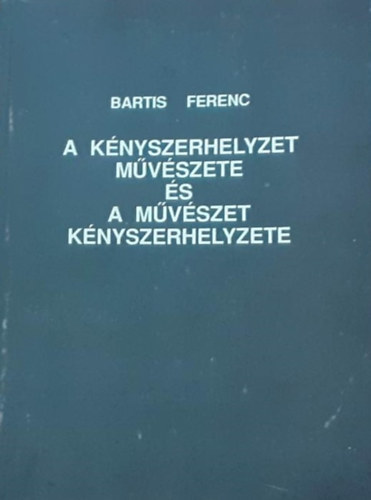 BARTIS FERENC
A KÉNYSZERHELYZET
MŰVÉSZETE
ÉS
A MŰVÉSZET
KÉNYSZERHELYZETE